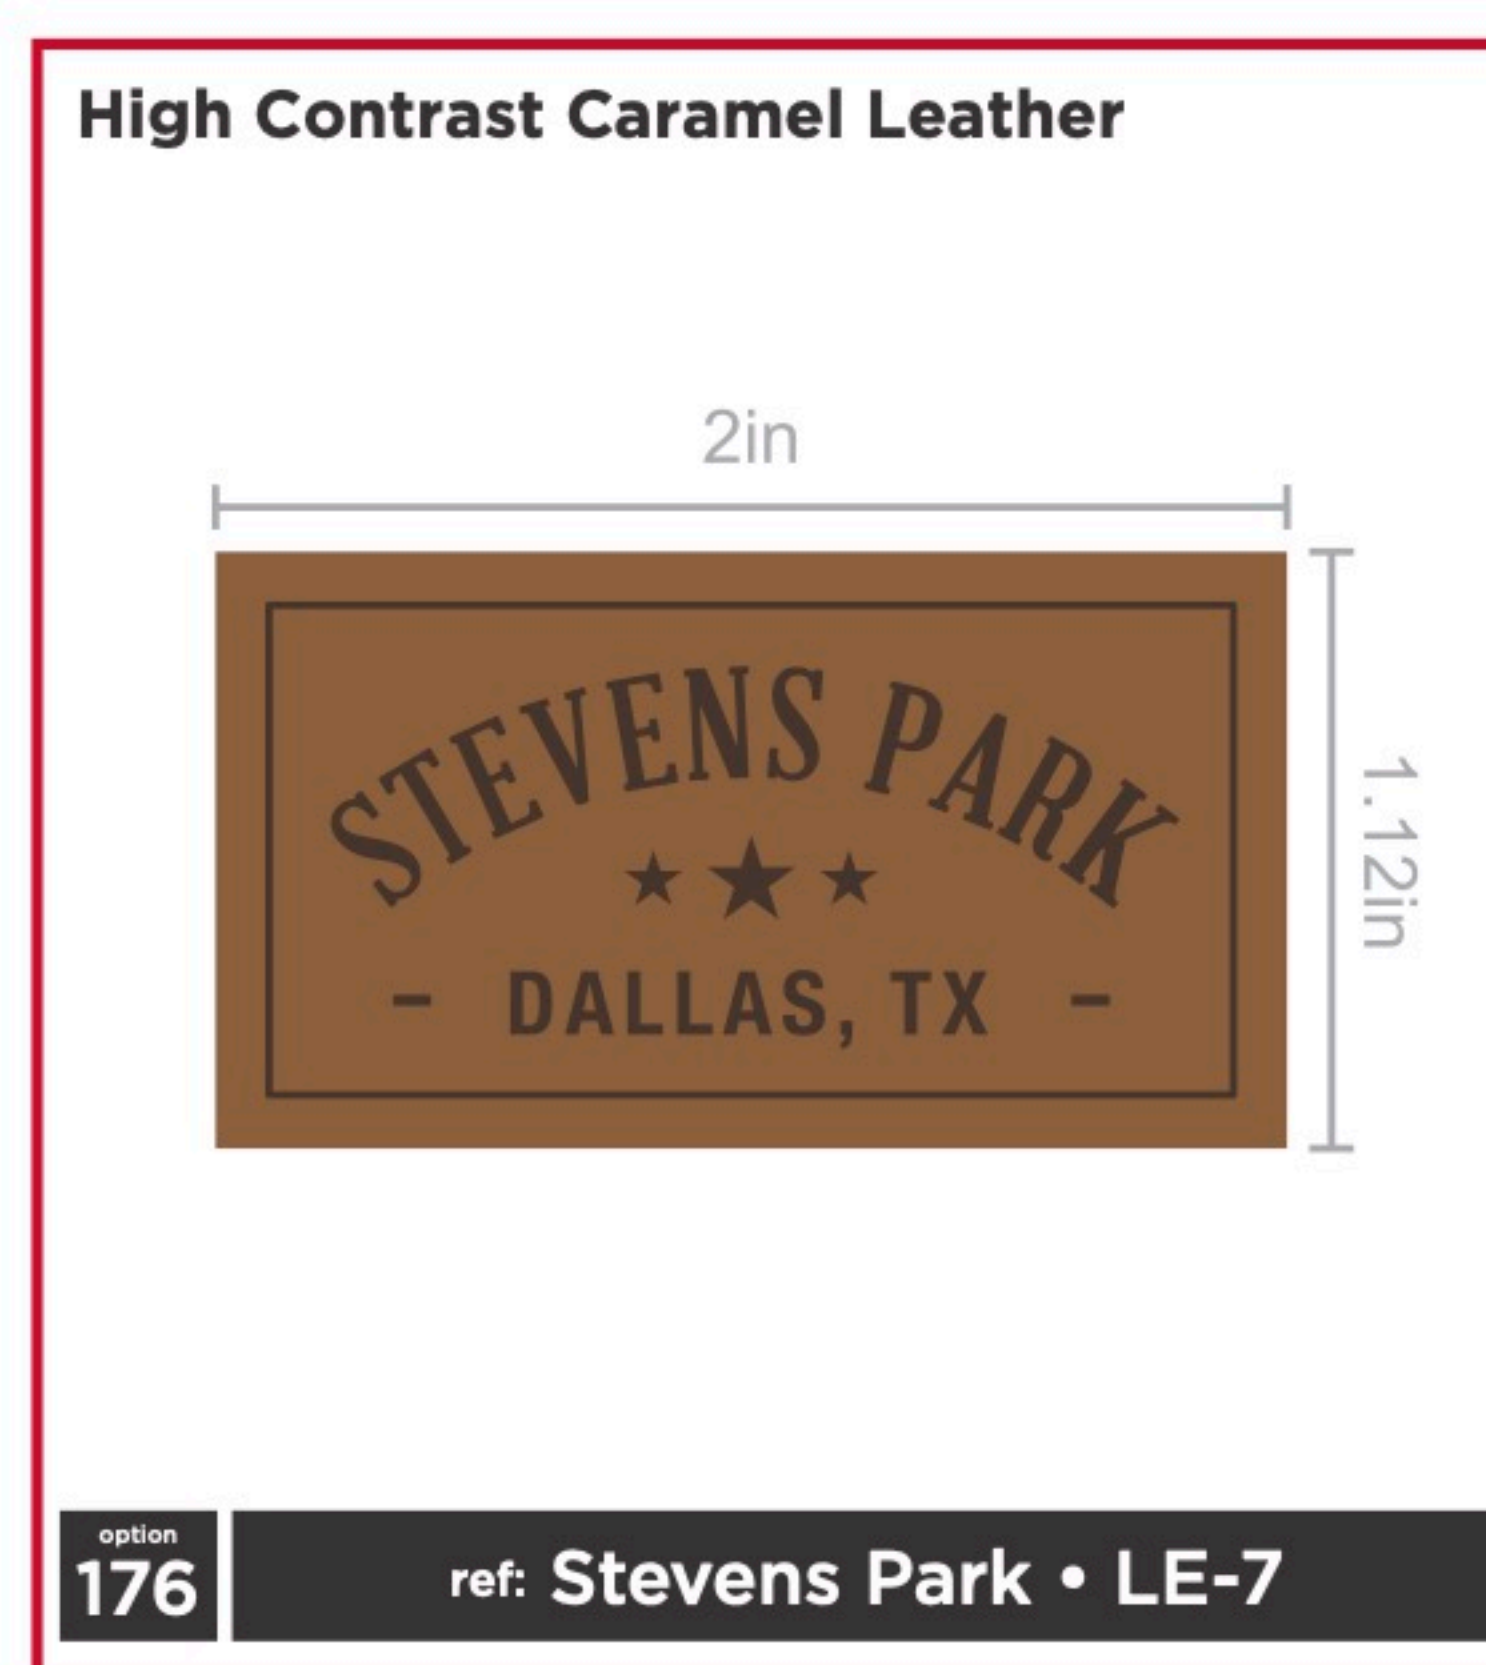 High Contrast Caramel Leather
2in
1.12in
STEVENS PARK
- DALLAS, TX -
option
176
ref: Stevens Park • LE-7